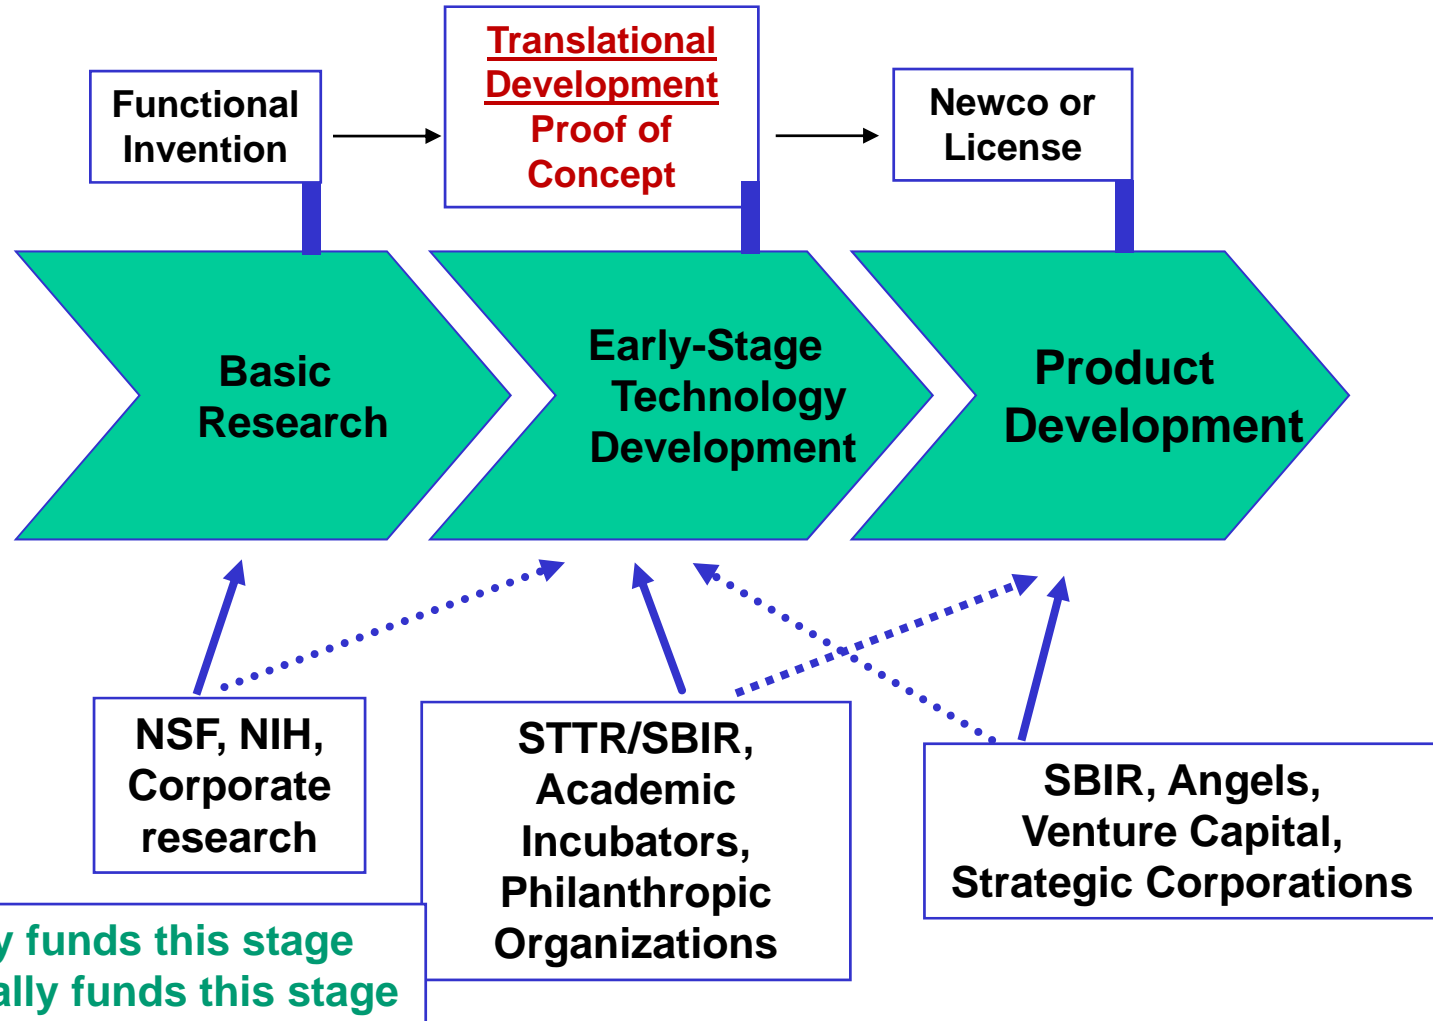 Translational
Development
Proof of
Concept
Functional
Invention
Newco or
License
Basic
Research
Early-Stage
Technology
Development
Product
Development
NSF, NIH,
Corporate
research
STTR/SBIR,
Academic
Incubators,
Philanthropic
Organizations
SBIR, Angels,
Venture Capital,
Strategic Corporations
funds this stage
funds this stage